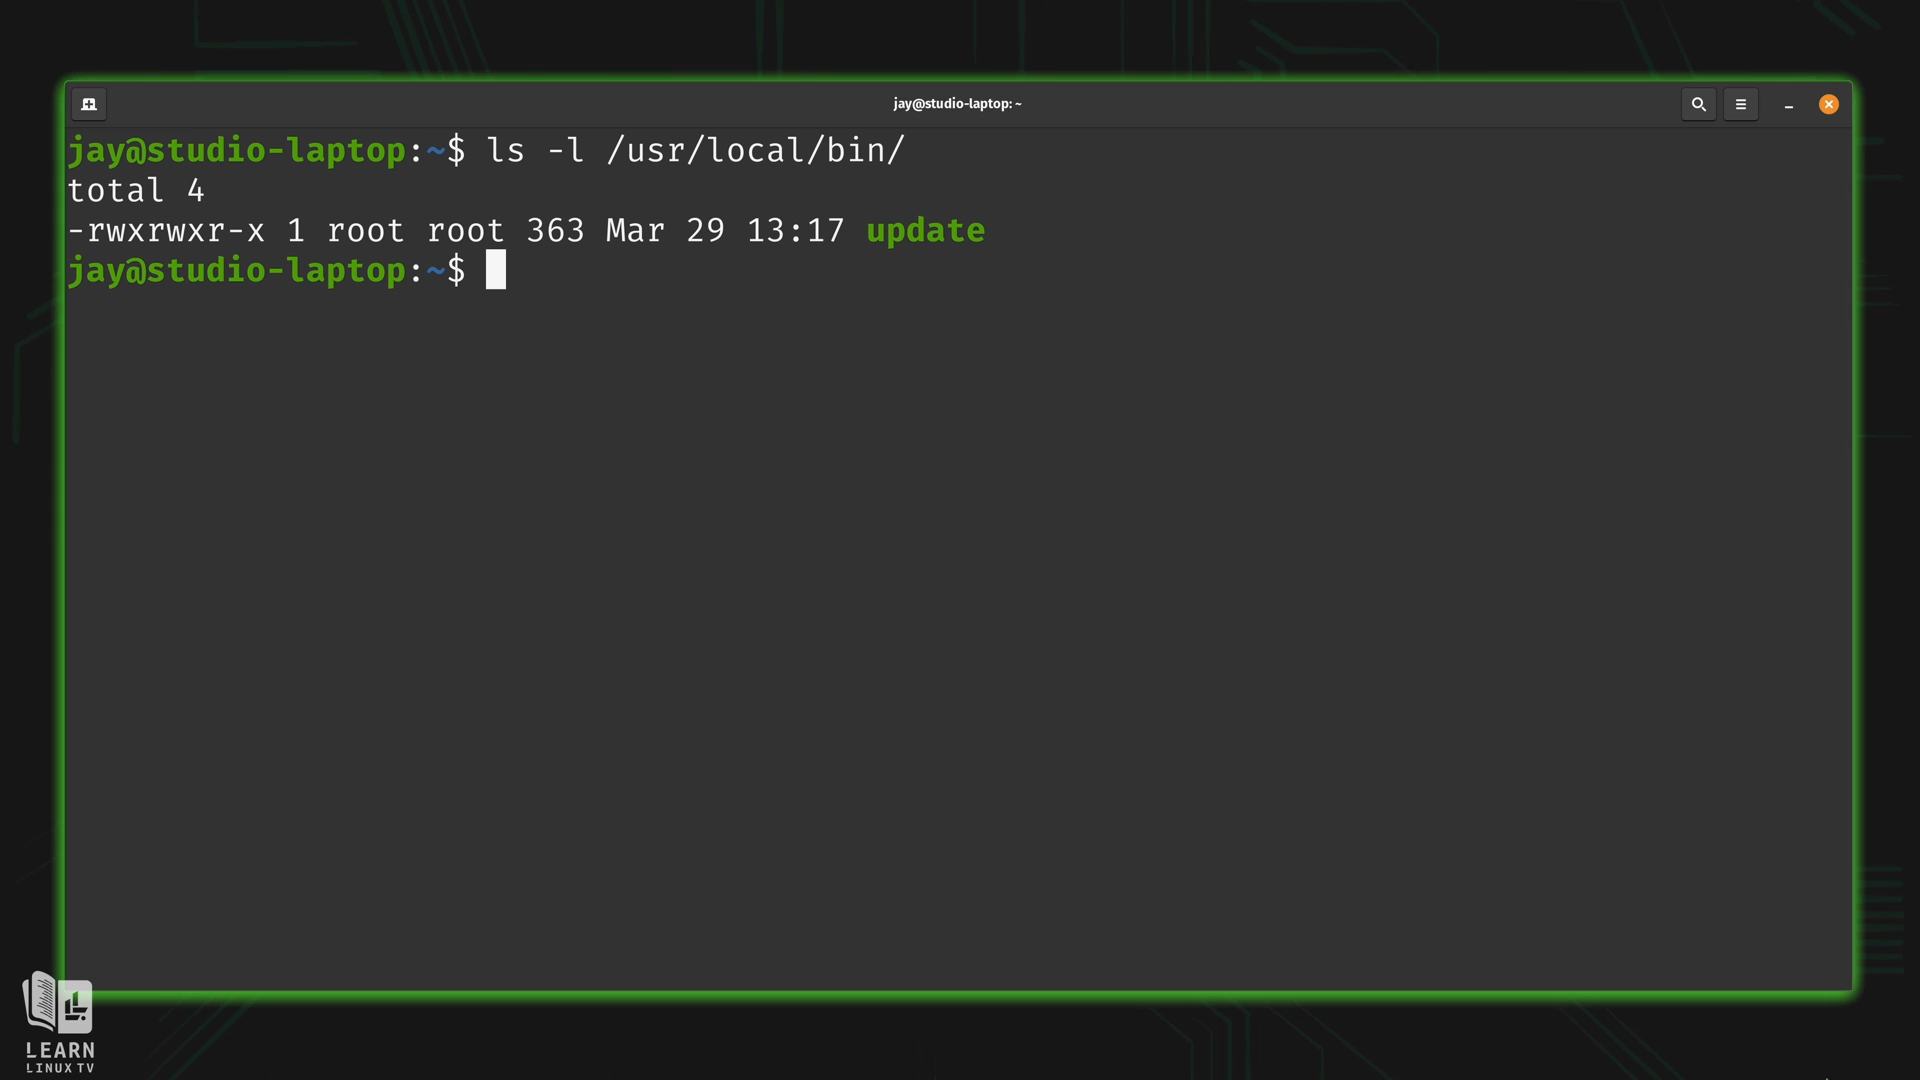 jay@studio-laptop: ~
jay@studio-laptop:~$ ls -l /usr/local/bin/
total 4
-rwxrwxr-x 1 root root 363 Mar 29 13:17 update
jay@studio-laptop:~$
LEARN
LINUX TV